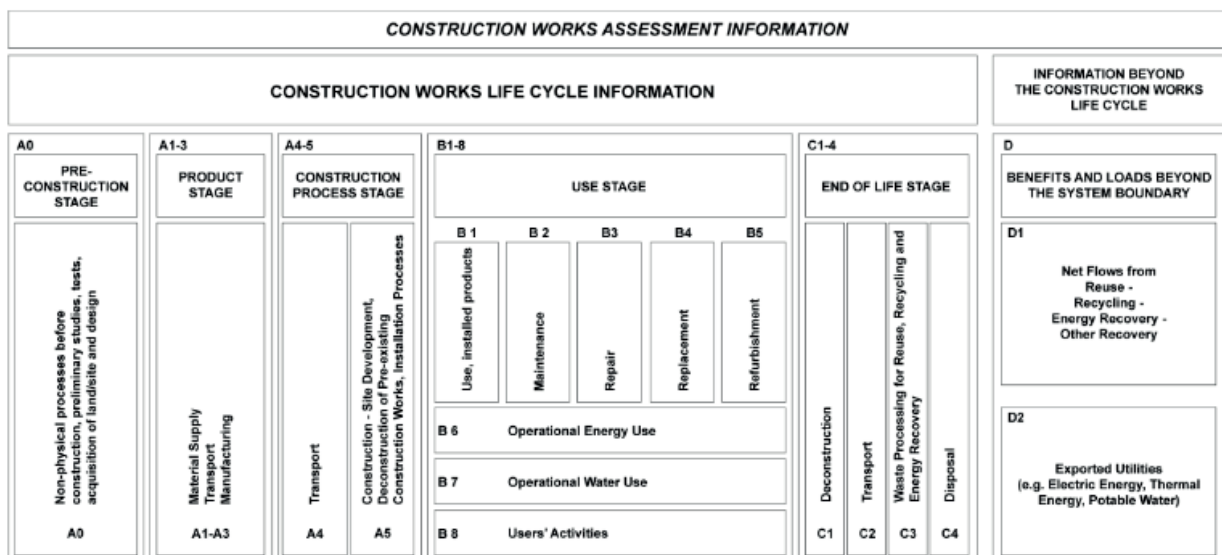 CONSTRUCTION WORKS ASSESSMENT INFORMATION
CONSTRUCTION WORKS LIFE CYCLE INFORMATION
INFORMATION BEYOND
THE CONSTRUCTION WORKS
LIFE CYCLE
A0
PRE-
CONSTRUCTION
STAGE
Non-physical processes before
construction, preliminary studies, tests,
acquisition of land/site and design
A0
A1-3
PRODUCT
STAGE
Material Supply
Transport
Manufacturing
A1-A3
A4-5
CONSTRUCTION
PROCESS STAGE
Transport
A4
Construction - Site Development,
Deconstruction of Pre-existing
Construction Works, Installation Processes
A5
B1-8
USE STAGE
B 1
Use, installed products
B 2
Maintenance
B3
Repair
B4
Replacement
B5
Refurbishment
B 6 Operational Energy Use
B 7 Operational Water Use
B 8 Users' Activities
C1-4
END OF LIFE STAGE
Deconstruction
C1
Transport
C2
Waste Processing for Reuse, Recycling and
Energy Recovery
C3
Disposal
C4
D
BENEFITS AND LOADS BEYOND
THE SYSTEM BOUNDARY
D1
Net Flows from
Reuse -
Recycling -
Energy Recovery -
Other Recovery
D2
Exported Utilities
(e.g. Electric Energy, Thermal
Energy, Potable Water)